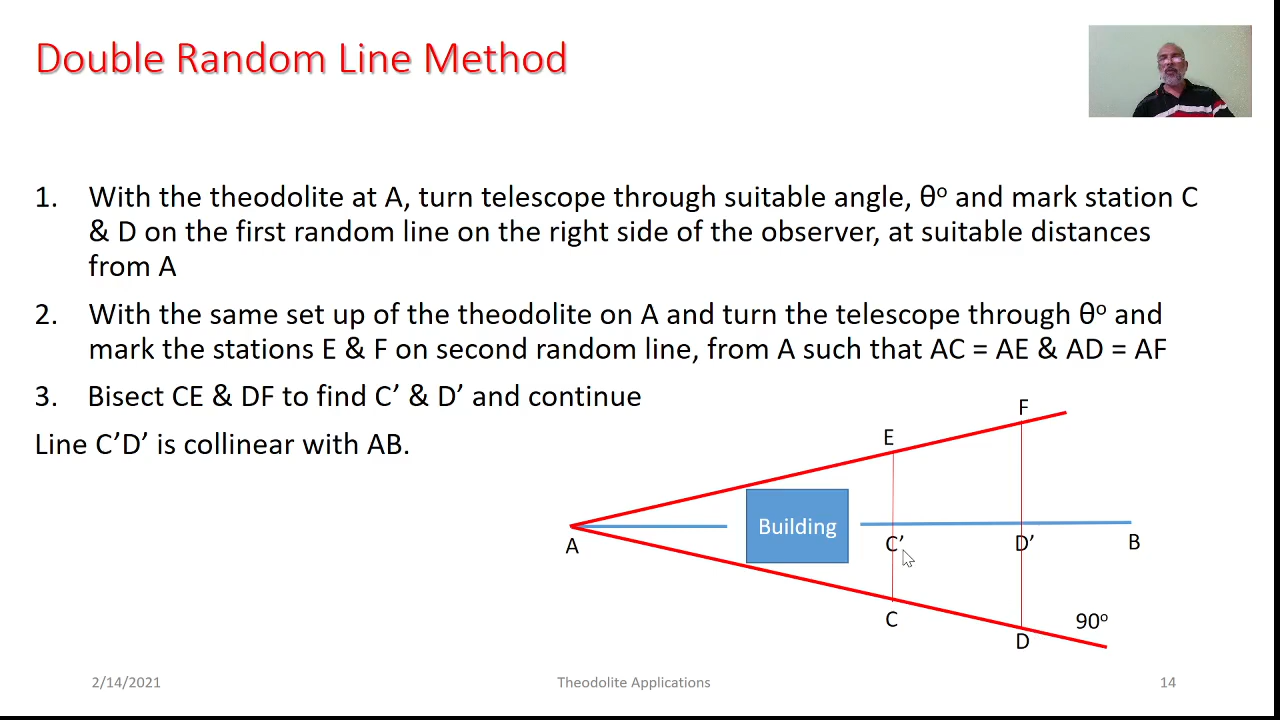 Double Random Line Method
1. With the theodolite at A, turn telescope through suitable angle, θᵒ and mark station C
& D on the first random line on the right side of the observer, at suitable distances
from A
2. With the same set up of the theodolite on A and turn the telescope through θᵒ and
mark the stations E & F on second random line, from A such that AC = AE & AD = AF
3. Bisect CE & DF to find C’ & D’ and continue
Line C’D’ is collinear with AB.
F
E
Building
A
C’
D’
B
C
90ᵒ
D
2/14/2021
Theodolite Applications
14